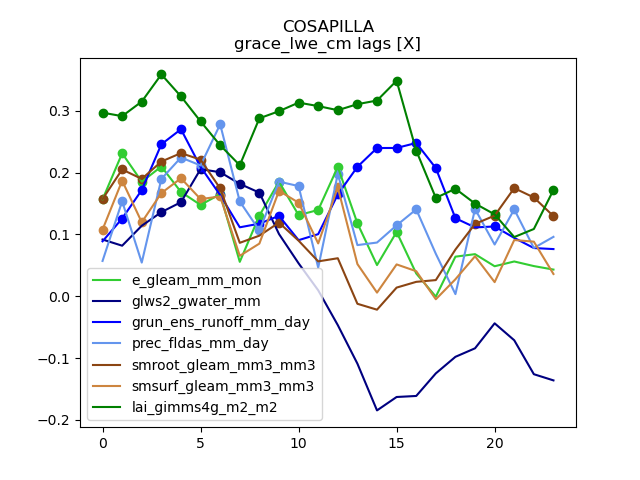 COSAPILLA
grace_lwe_cm lags [X]
0.3
0.2
0.1
0.0
−0.1
−0.2
e_gleam_mm_mon
glws2_gwater_mm
grun_ens_runoff_mm_day
prec_fldas_mm_day
smroot_gleam_mm3_mm3
smsurf_gleam_mm3_mm3
lai_gimms4g_m2_m2
0 5 10 15 20